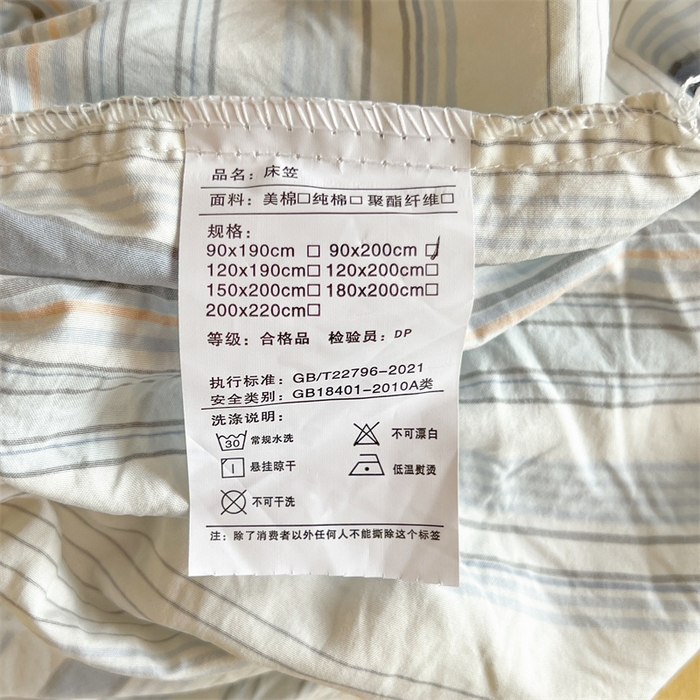 品名：床笠
面料：美棉□纯棉□聚酯纤维□
规格：
90x190cm □ 90x200cm ☑
120x190cm□ 120x200cm□
150x200cm□ 180x200cm□
200x220cm□
等级：合格品 检验员：DP
执行标准：GB/T22796-2021
安全类别：GB18401-2010A类
洗涤说明：
30 常规水洗 不可漂白
悬挂晾干 低温熨烫
不可干洗
注：除了消费者以外任何人不能撕除这个标签